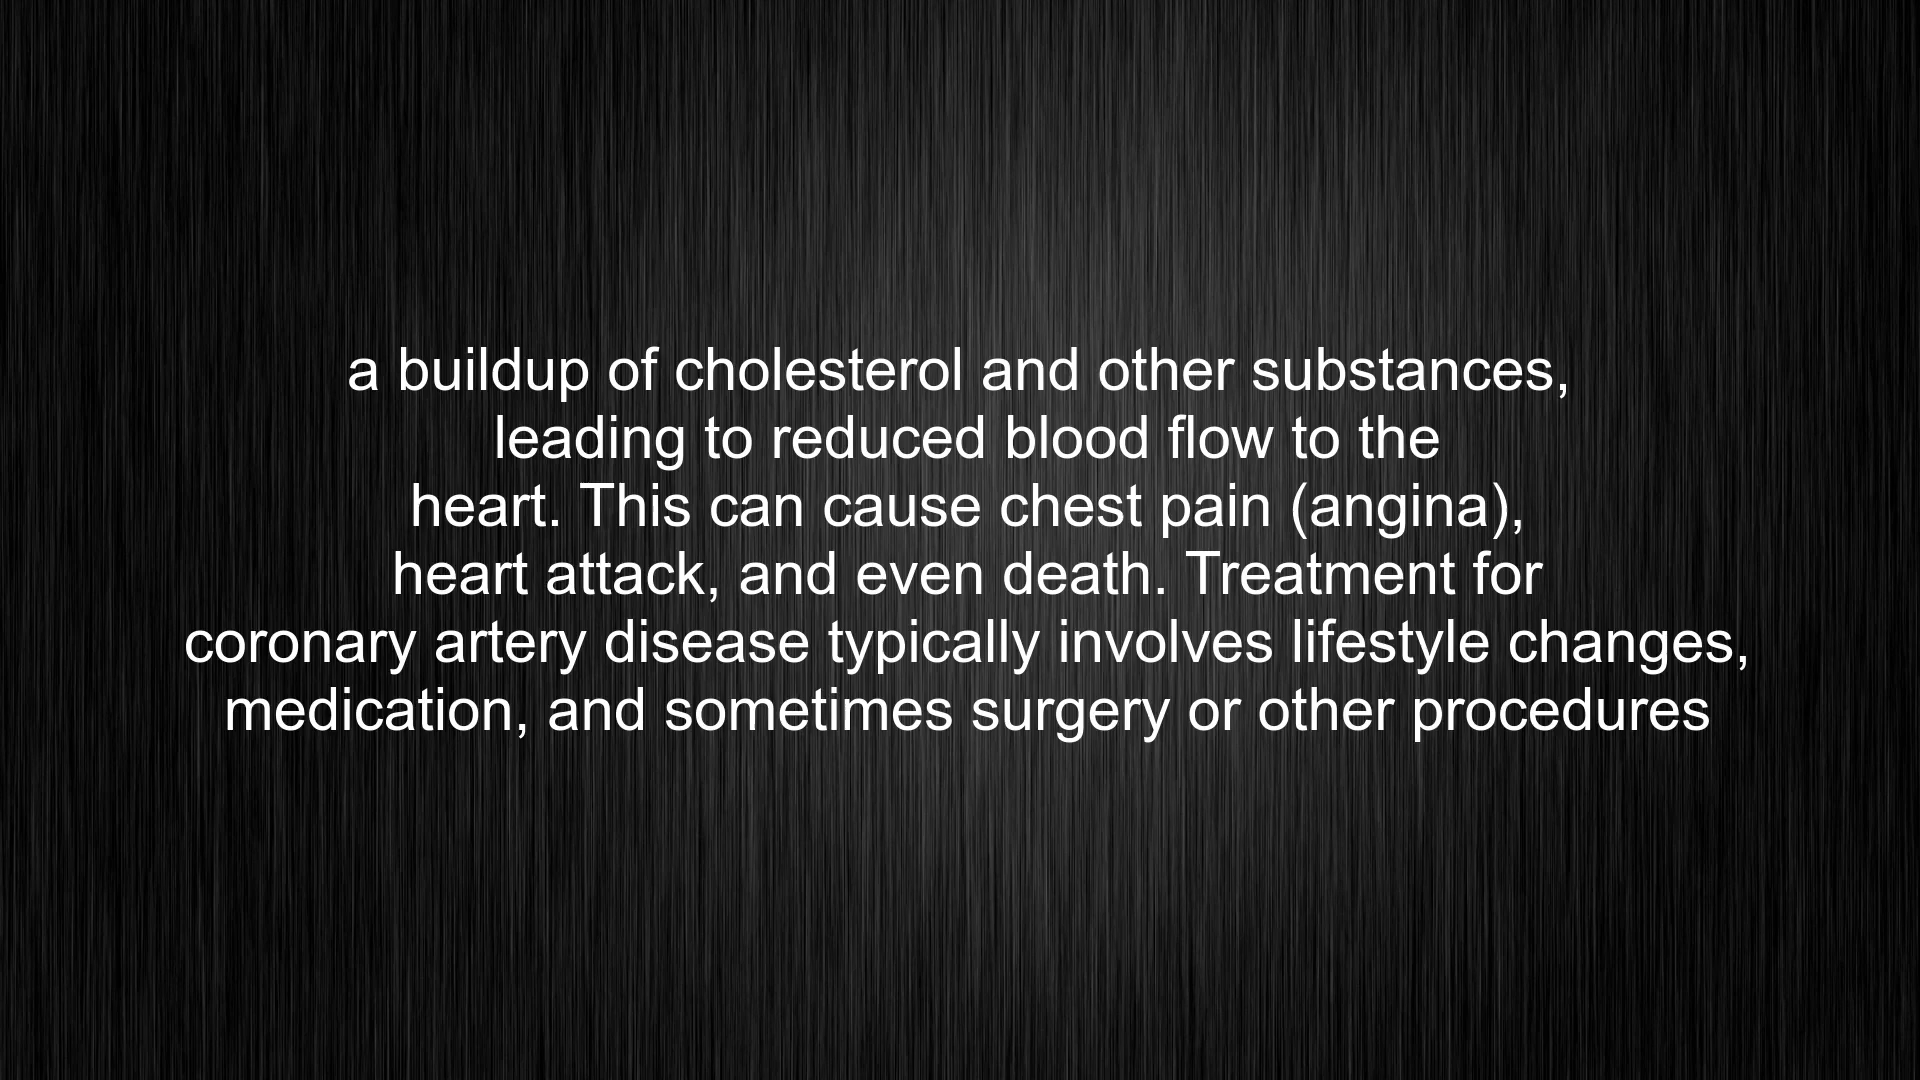 a buildup of cholesterol and other substances,
leading to reduced blood flow to the
heart. This can cause chest pain (angina),
heart attack, and even death. Treatment for
coronary artery disease typically involves lifestyle changes,
medication, and sometimes surgery or other procedures